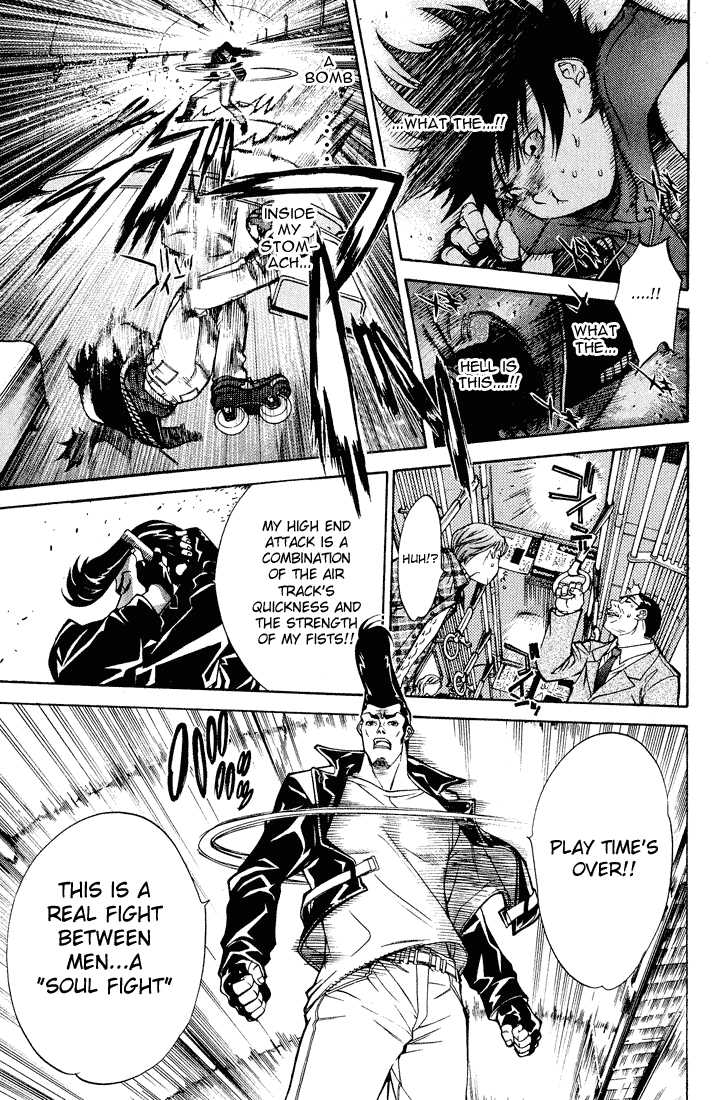 ...WHAT THE...!!
....!!
WHAT
THE...
HELL IS
THIS....!!
A
BOMB
INSIDE
MY
STOM-
ACH...
HUH!?
MY HIGH END
ATTACK IS A
COMBINATION
OF THE AIR
TRACK'S
QUICKNESS AND
THE STRENGTH
OF MY FISTS!!
PLAY TIME'S
OVER!!
THIS IS A
REAL FIGHT
BETWEEN
MEN...A
"SOUL FIGHT"